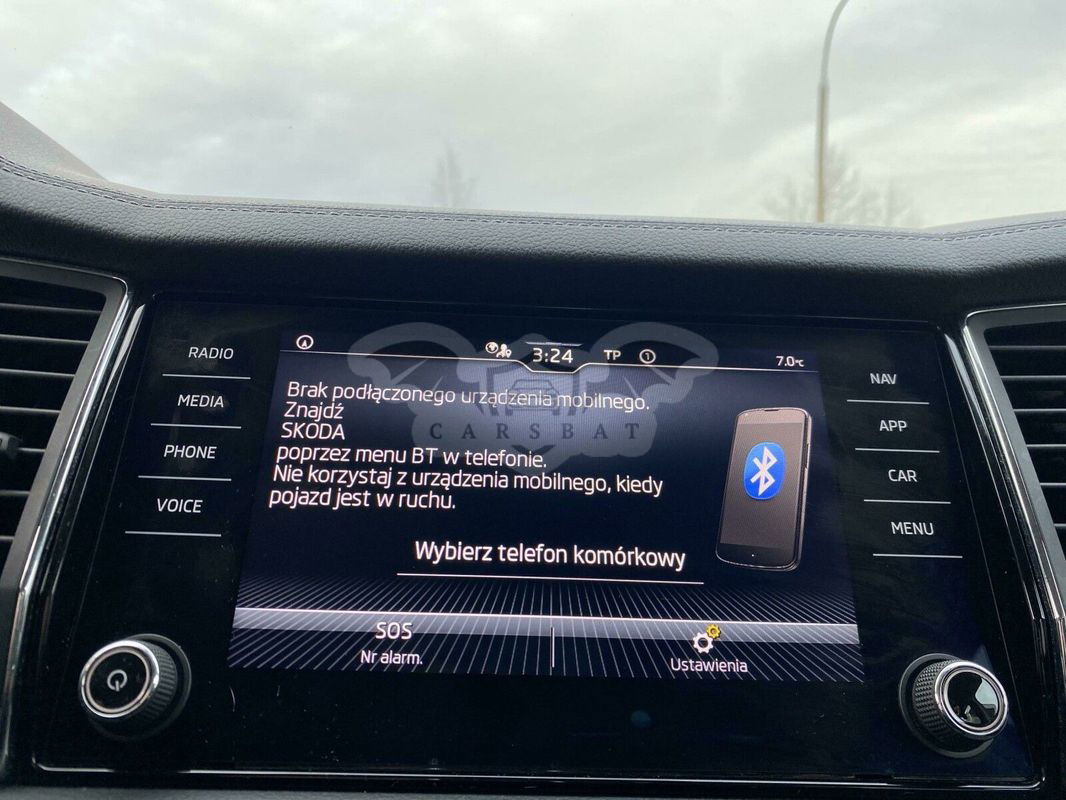 RADIO
MEDIA
PHONE
VOICE
3:24
TP
1
7.0°C
Brak podłączonego urządzenia mobilnego.
Znajdź
SKODA
poprzez menu BT w telefonie.
Nie korzystaj z urządzenia mobilnego, kiedy
pojazd jest w ruchu.
Wybierz telefon komórkowy
SOS
Nr alarm.
Ustawienia
NAV
APP
CAR
MENU
CARSBAT